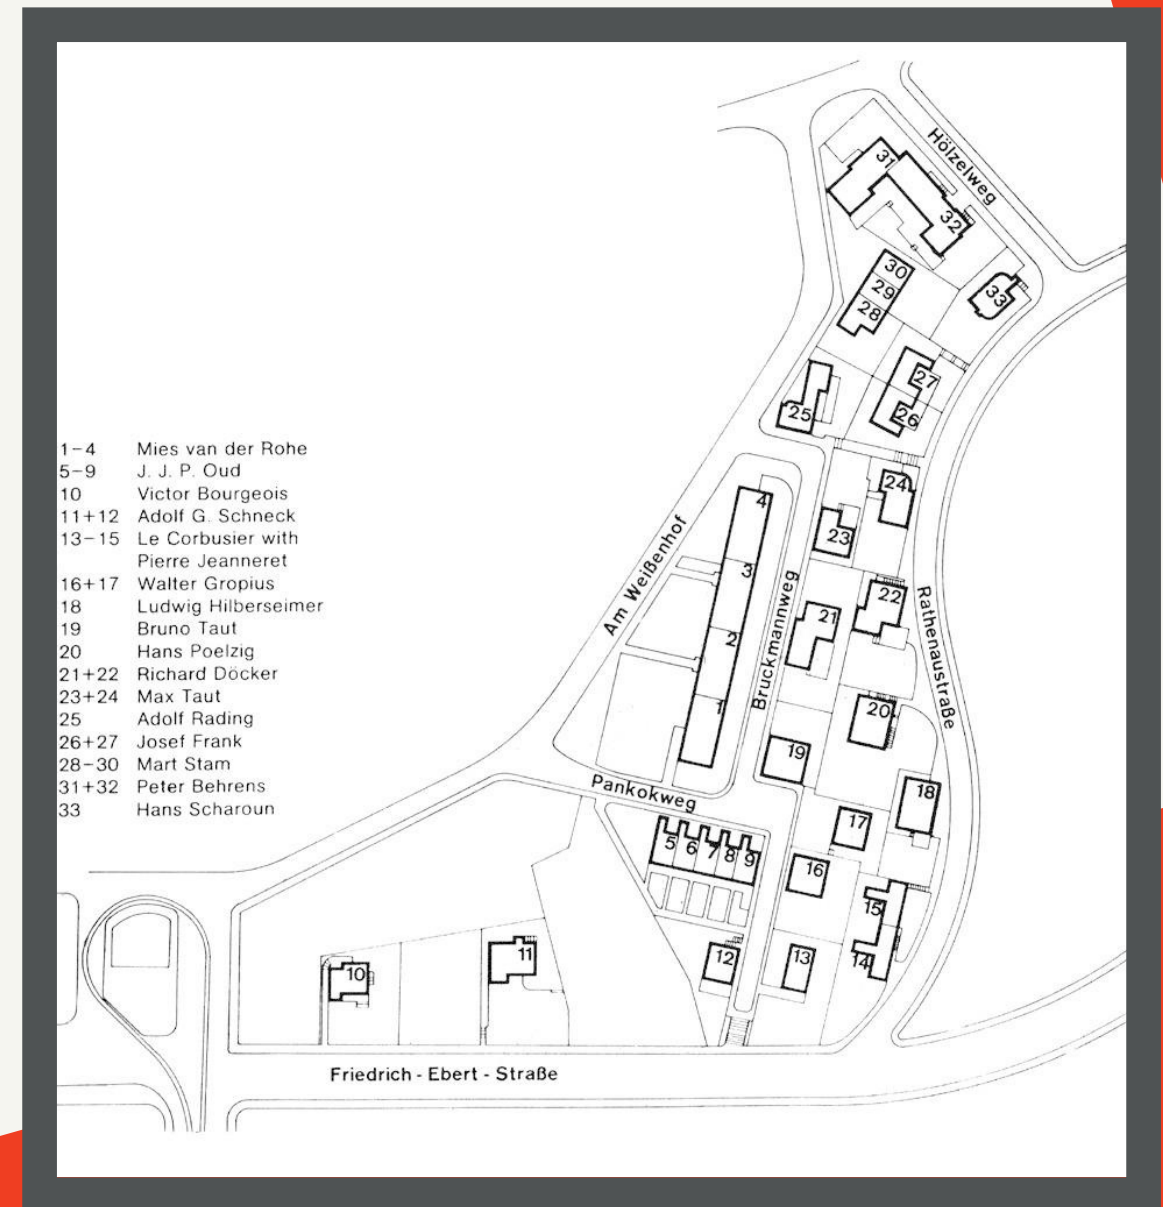 Hölzelweg
31
32
30
29
28
33
27
26
25
24
4
23
3
Am Weißenhof
Bruckmannweg
22
21
2
Rathenaustraße
1
20
19
Pankokweg
18
17
5
6
7
8
9
16
15
14
13
12
11
10
Friedrich - Ebert - Straße
1-4 Mies van der Rohe
5-9 J. J. P. Oud
10 Victor Bourgeois
11+12 Adolf G. Schneck
13-15 Le Corbusier with
Pierre Jeanneret
16+17 Walter Gropius
18 Ludwig Hilberseimer
19 Bruno Taut
20 Hans Poelzig
21+22 Richard Döcker
23+24 Max Taut
25 Adolf Rading
26+27 Josef Frank
28-30 Mart Stam
31+32 Peter Behrens
33 Hans Scharoun